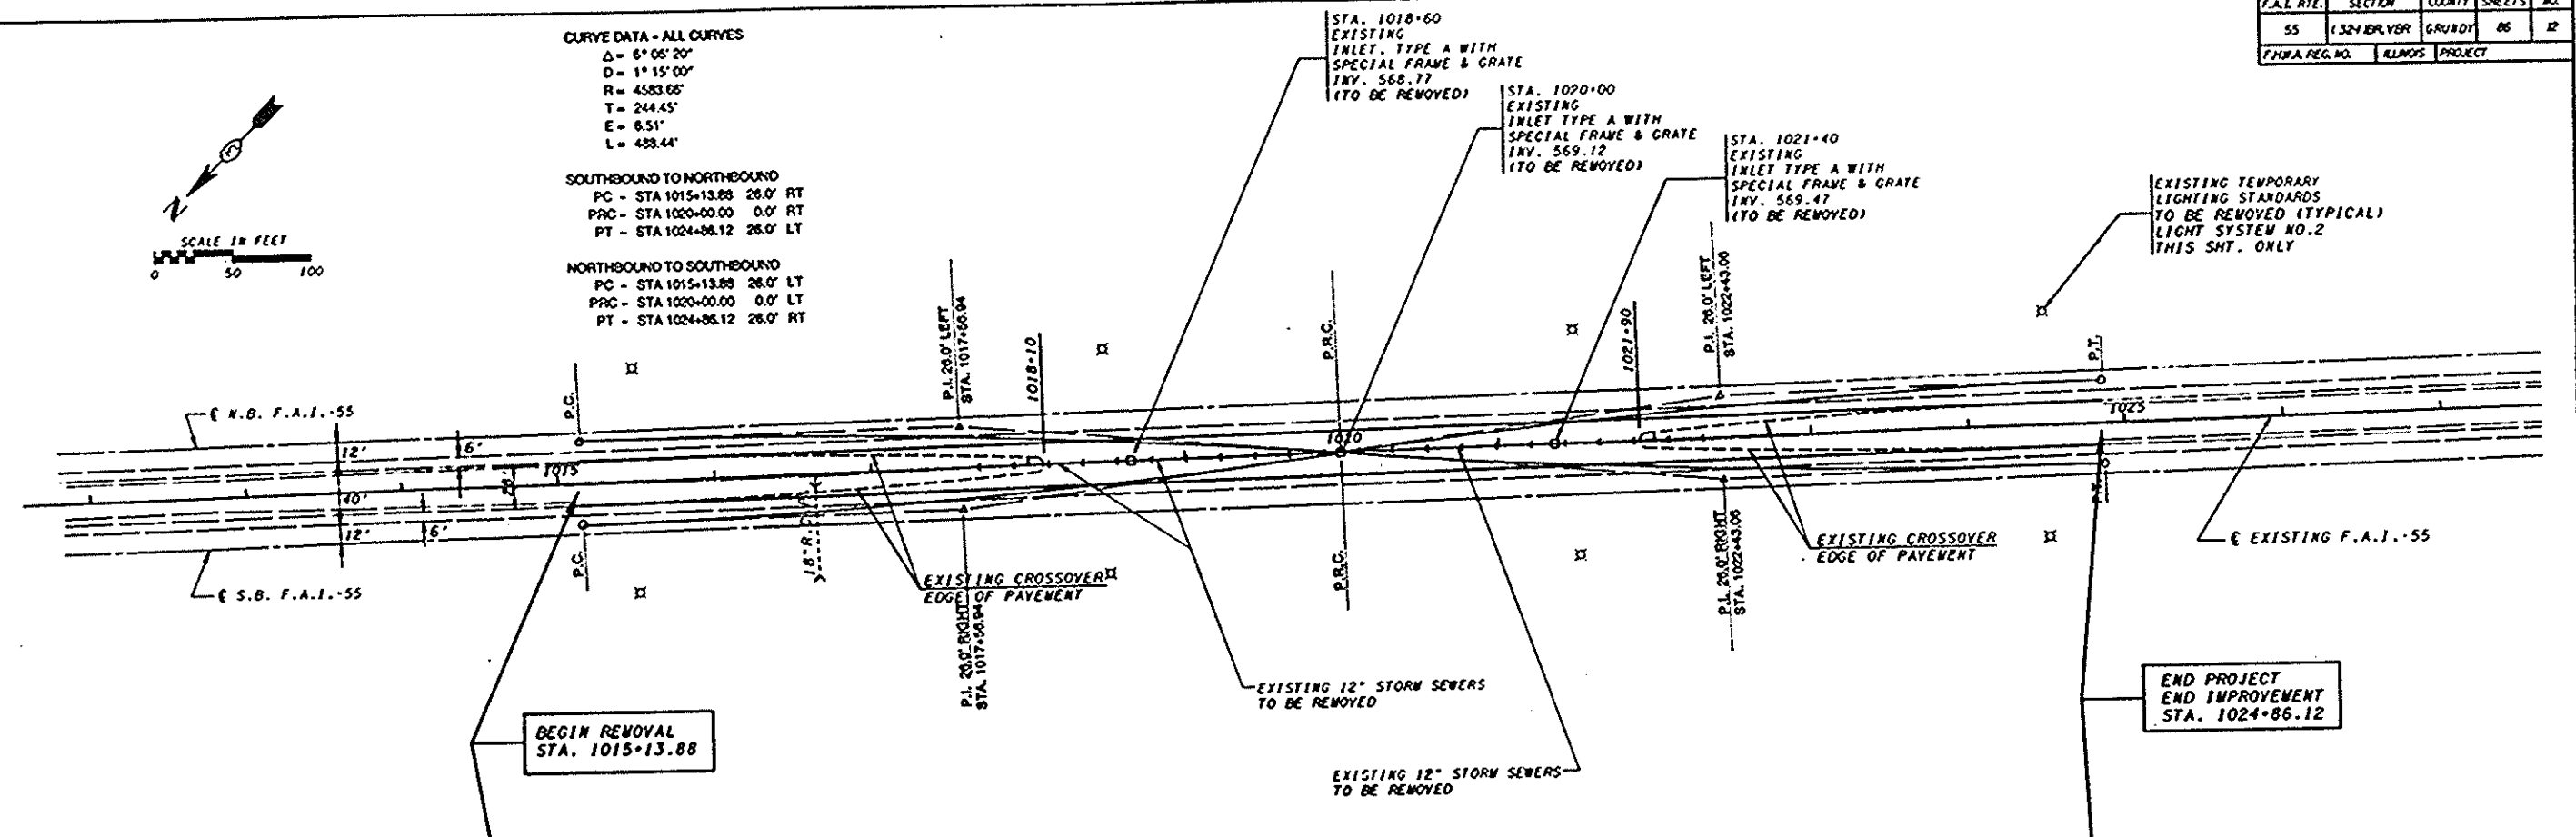 F.A.I. RTE. SECTION COUNTY SHEETS NO.
55 GRUNDY 86 12
F.H.W.A. REG. NO. ILLINOIS PROJECT
CURVE DATA - ALL CURVES
Δ= 6° 06' 20"
D= 1° 15' 00"
R= 4583.66'
T= 244.45'
E= 6.51'
L= 488.44'
SOUTHBOUND TO NORTHBOUND
PC - STA 1015+13.88 26.0' RT
PRC - STA 1020+00.00 0.0' RT
PT - STA 1024+86.12 26.0' LT
NORTHBOUND TO SOUTHBOUND
PC - STA 1015+13.88 26.0' LT
PRC - STA 1020+00.00 0.0' LT
PT - STA 1024+86.12 26.0' RT
N
SCALE IN FEET
0 50 100
STA. 1018+60
EXISTING
INLET, TYPE A WITH
SPECIAL FRAME & GRATE
INV. 568.77
(TO BE REMOVED)
STA. 1020+00
EXISTING
INLET TYPE A WITH
SPECIAL FRAME & GRATE
INV. 569.12
(TO BE REMOVED)
STA. 1021+40
EXISTING
INLET TYPE A WITH
SPECIAL FRAME & GRATE
INV. 569.47
(TO BE REMOVED)
EXISTING TEMPORARY
LIGHTING STANDARDS
TO BE REMOVED (TYPICAL)
LIGHT SYSTEM NO.2
THIS SHT. ONLY
P.C.
P.I. 26.0' LEFT
STA. 1017+56.94
1018+10
P.R.C.
1021+90
P.I. 26.0' LEFT
STA. 1022+43.06
P.T.
℄ N.B. F.A.I.-55
12'
6'
1015
1020
1025
40'
26'
12'
6'
℄ S.B. F.A.I.-55
P.C.
18" R.
EXISTING CROSSOVER
EDGE OF PAVEMENT
P.I. 26.0' RIGHT
STA. 1017+56.94
P.R.C.
P.I. 26.0' RIGHT
STA. 1022+43.06
EXISTING CROSSOVER
EDGE OF PAVEMENT
P.T.
℄ EXISTING F.A.I.-55
EXISTING 12" STORM SEWERS
TO BE REMOVED
EXISTING 12" STORM SEWERS
TO BE REMOVED
BEGIN REMOVAL
STA. 1015+13.88
END PROJECT
END IMPROVEMENT
STA. 1024+86.12